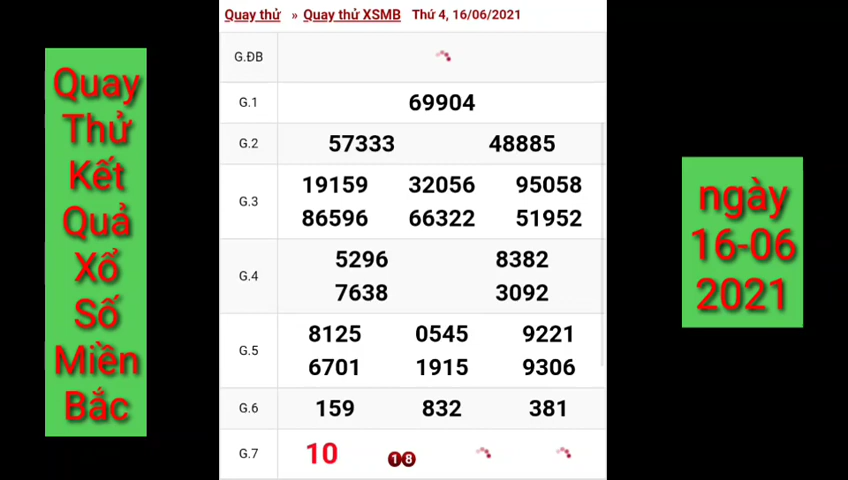 Quay thử » Quay thử XSMB Thứ 4, 16/06/2021
Quay
Thử
Kết
Quả
Xổ
Số
Miền
Bắc
G.ĐB
G.1 69904
G.2 57333 48885
G.3 19159 32056 95058
86596 66322 51952
G.4 5296 8382
7638 3092
G.5 8125 0545 9221
6701 1915 9306
G.6 159 832 381
G.7 10 18
ngày
16-06
2021